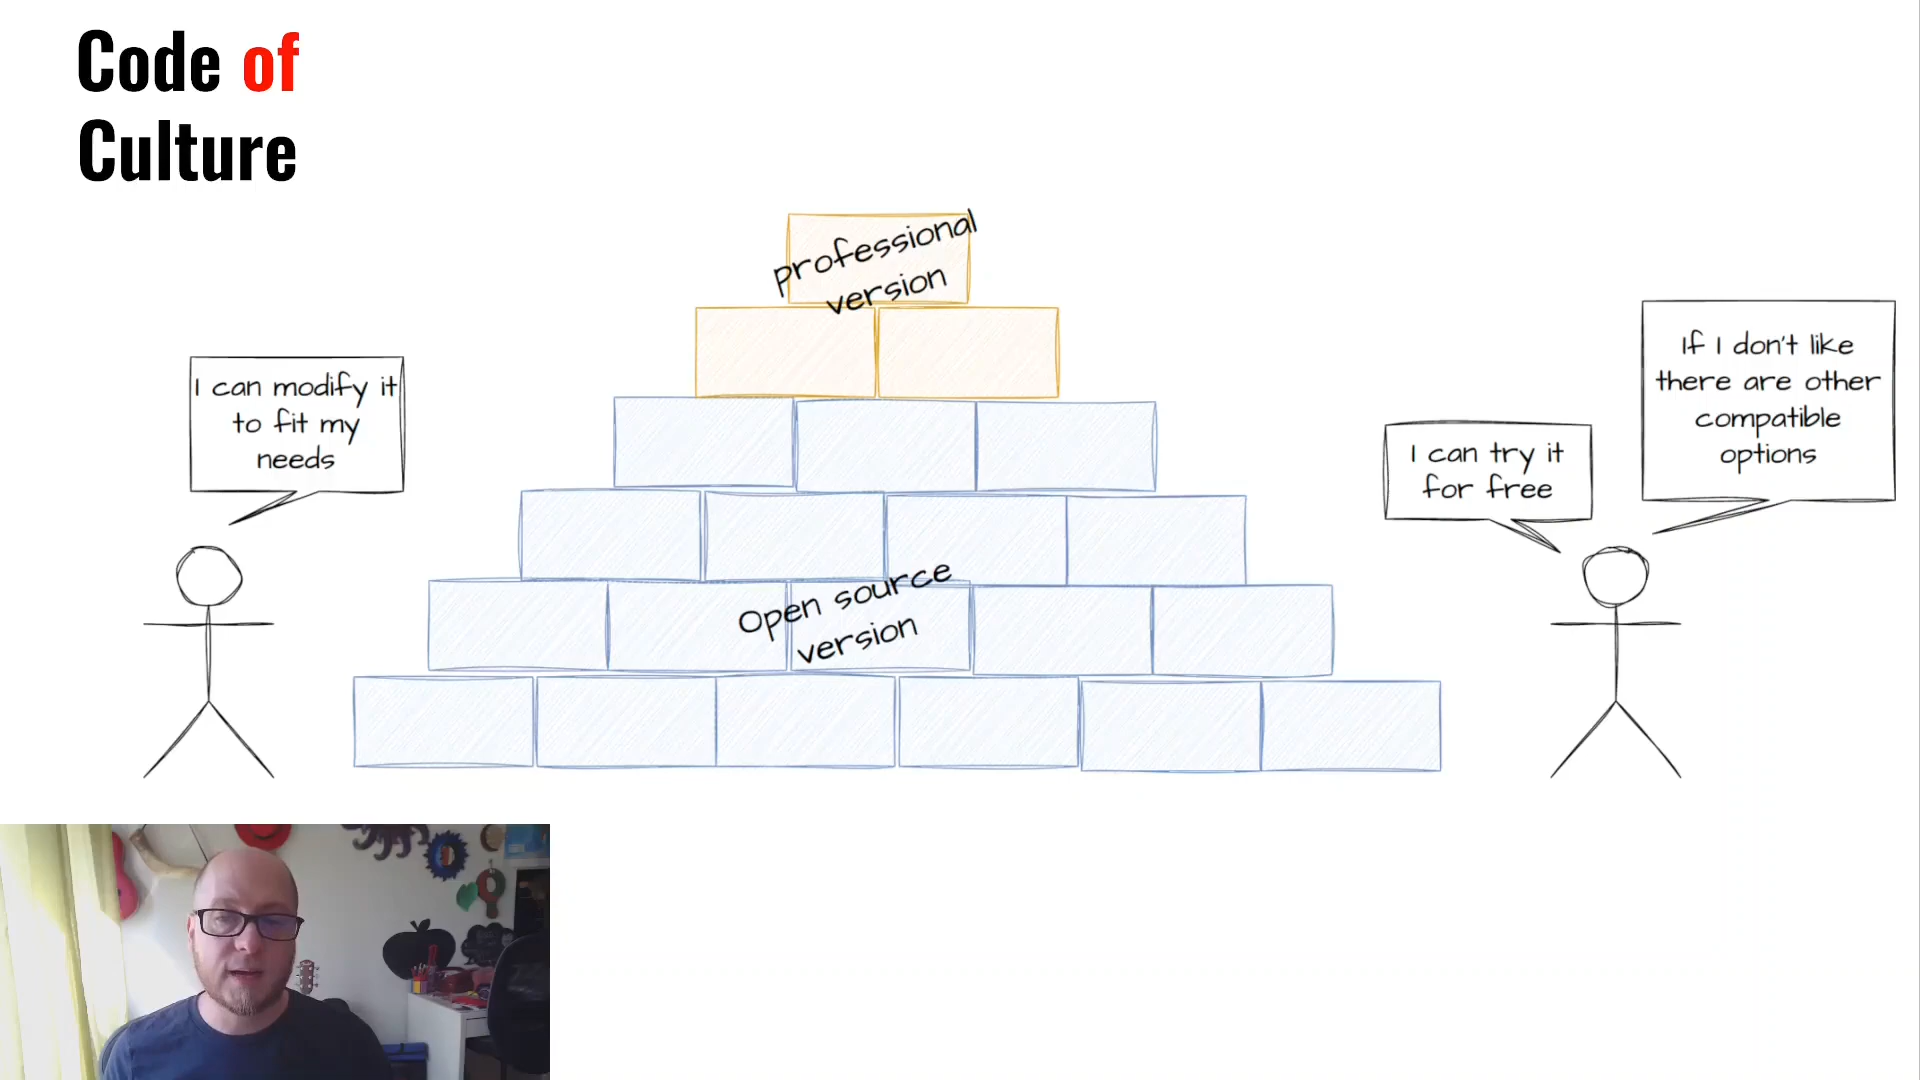 Code of
Culture
professional
version
I can modify it
to fit my
needs
If I don't like
there are other
compatible
options
I can try it
for free
Open source
version